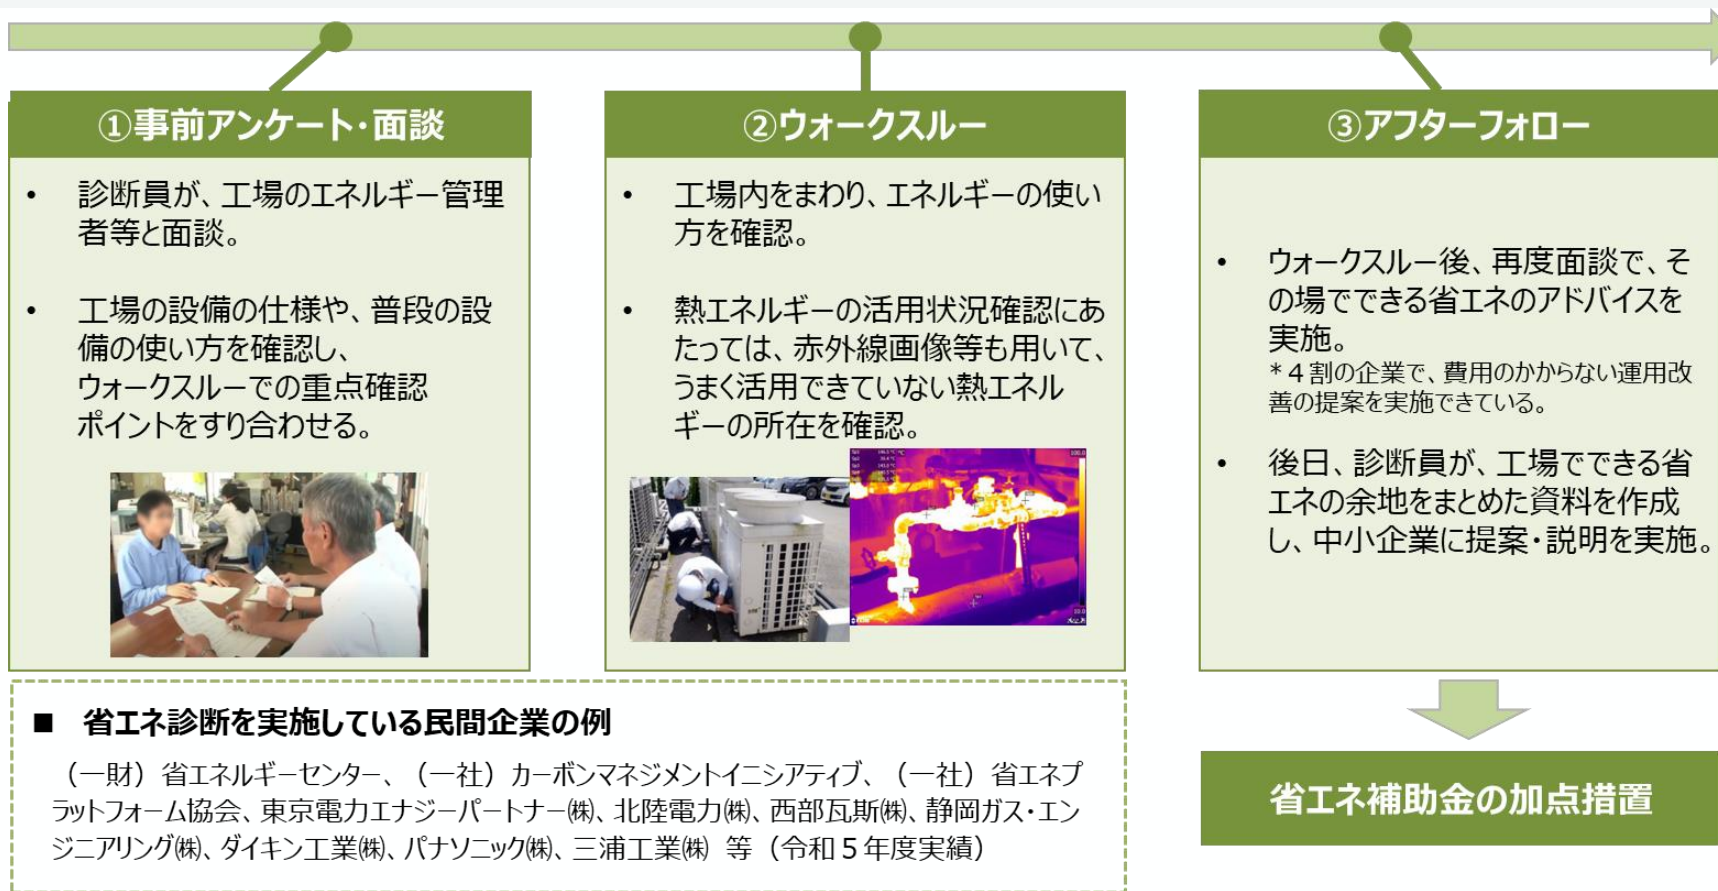 ①事前アンケート・面談
• 診断員が、工場のエネルギー管理
者等と面談。
• 工場の設備の仕様や、普段の設
備の使い方を確認し、
ウォークスルーでの重点確認
ポイントをすり合わせる。
②ウォークスルー
• 工場内をまわり、エネルギーの使い
方を確認。
• 熱エネルギーの活用状況確認にあ
たっては、赤外線画像等も用いて、
うまく活用できていない熱エネル
ギーの所在を確認。
100.0
③アフターフォロー
• ウォークスルー後、再度面談で、そ
の場でできる省エネのアドバイスを
実施。
*４割の企業で、費用のかからない運用改
善の提案を実施できている。
• 後日、診断員が、工場でできる省
エネの余地をまとめた資料を作成
し、中小企業に提案・説明を実施。
省エネ補助金の加点措置
■ 省エネ診断を実施している民間企業の例
（一財）省エネルギーセンター、（一社）カーボンマネジメントイニシアティブ、（一社）省エネプ
ラットフォーム協会、東京電力エナジーパートナー㈱、北陸電力㈱、西部瓦斯㈱、静岡ガス・エン
ジニアリング㈱、ダイキン工業㈱、パナソニック㈱、三浦工業㈱ 等（令和５年度実績）